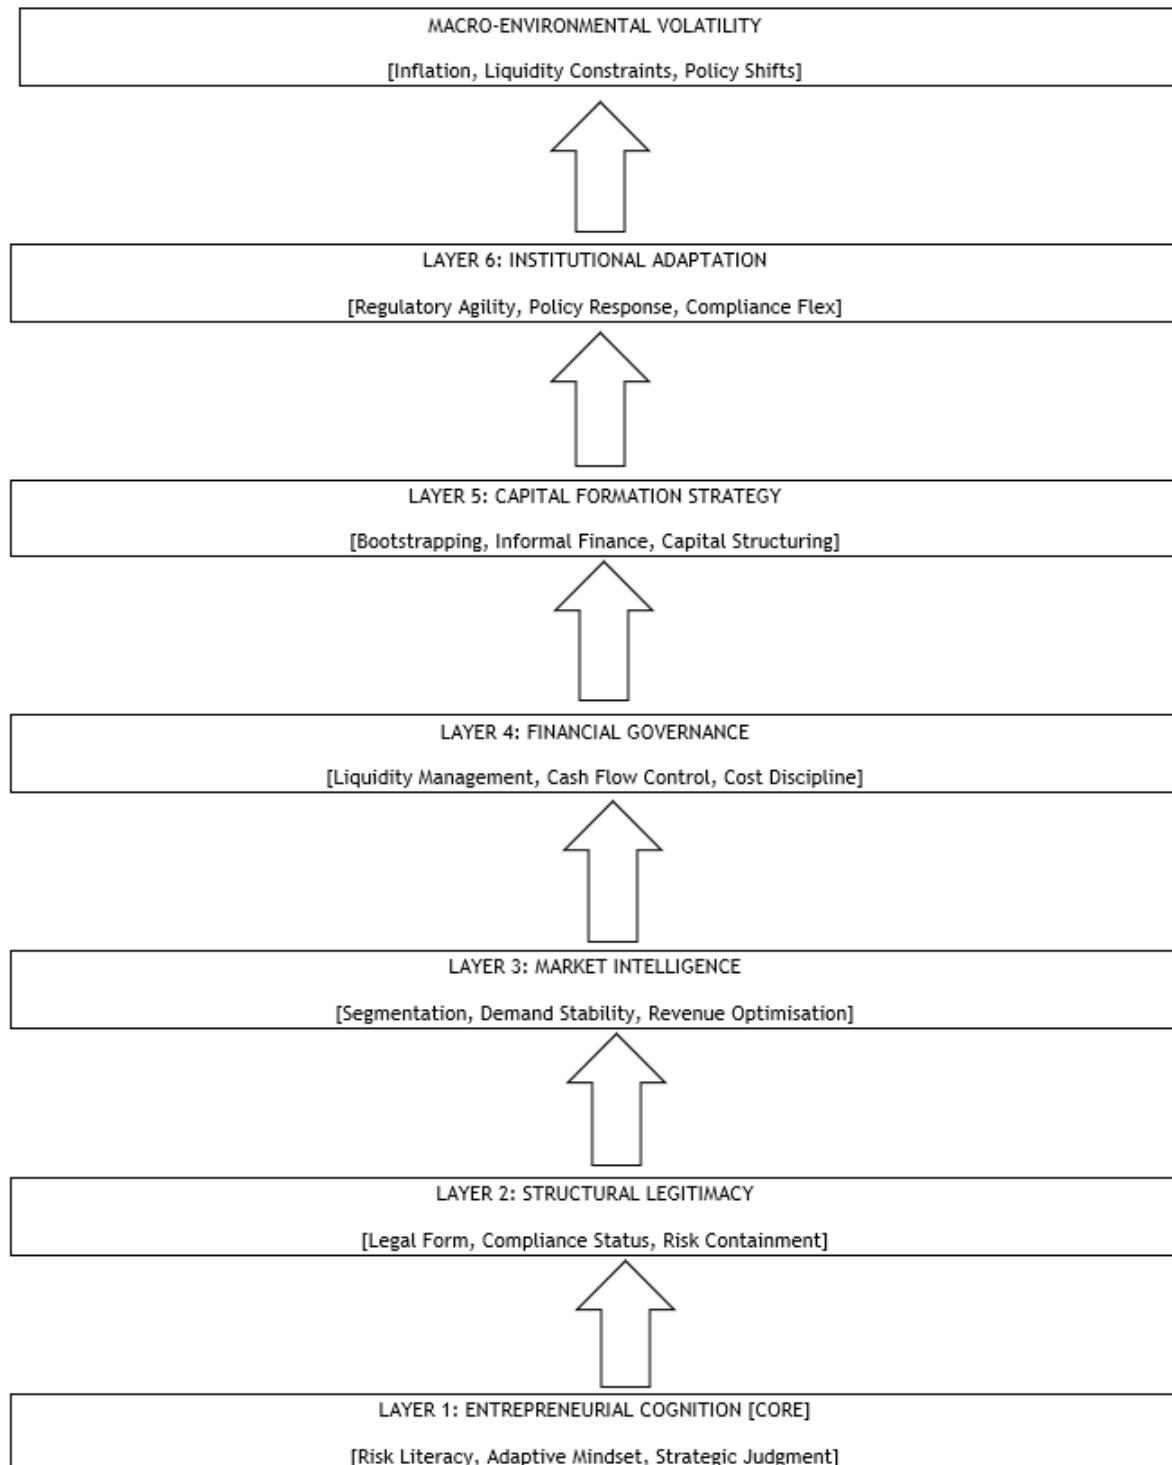 MACRO-ENVIRONMENTAL VOLATILITY
[Inflation, Liquidity Constraints, Policy Shifts]
LAYER 6: INSTITUTIONAL ADAPTATION
[Regulatory Agility, Policy Response, Compliance Flex]
LAYER 5: CAPITAL FORMATION STRATEGY
[Bootstrapping, Informal Finance, Capital Structuring]
LAYER 4: FINANCIAL GOVERNANCE
[Liquidity Management, Cash Flow Control, Cost Discipline]
LAYER 3: MARKET INTELLIGENCE
[Segmentation, Demand Stability, Revenue Optimisation]
LAYER 2: STRUCTURAL LEGITIMACY
[Legal Form, Compliance Status, Risk Containment]
LAYER 1: ENTREPRENEURIAL COGNITION [CORE]
[Risk Literacy, Adaptive Mindset, Strategic Judgment]